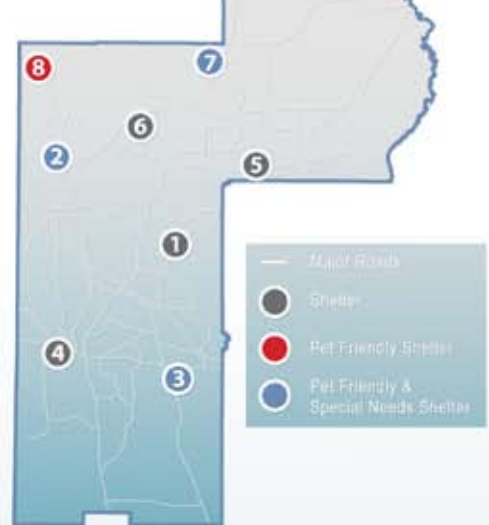 8
7
6
2
5
1
4
3
Major Roads
Shelter
Pet Friendly Shelter
Pet Friendly &
Special Needs Shelter